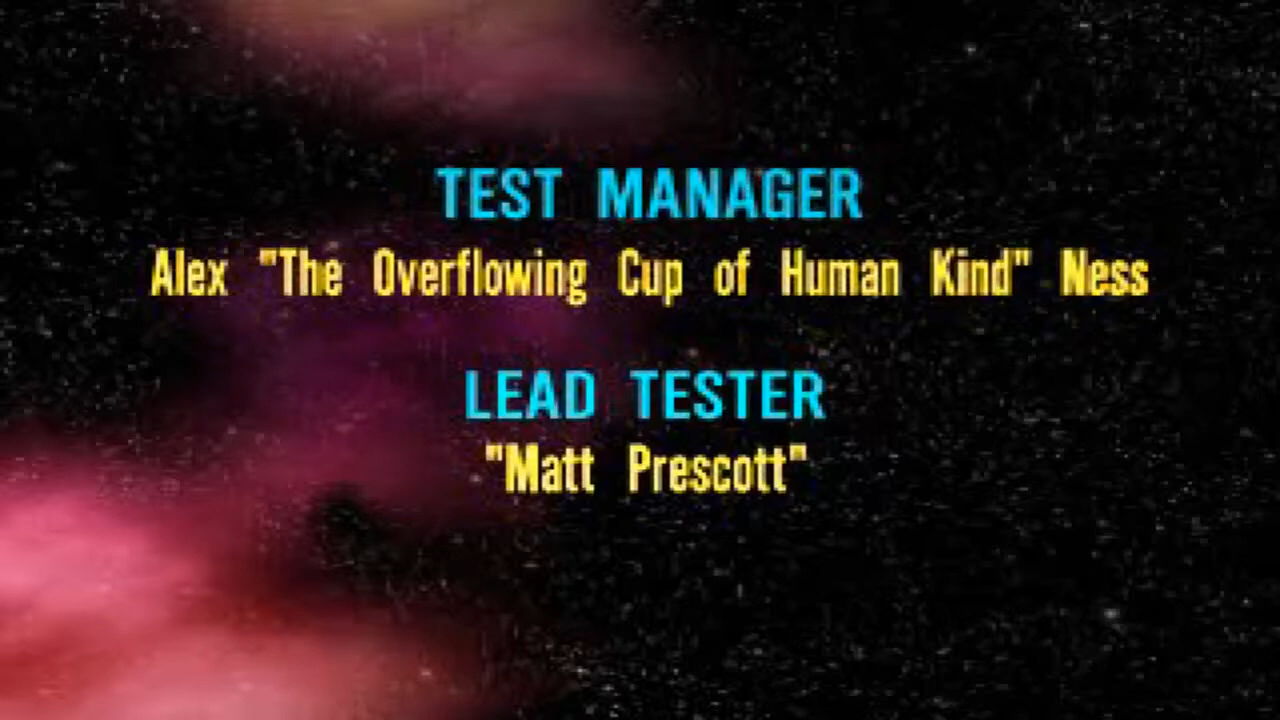 TEST MANAGER
Alex "The Overflowing Cup of Human Kind" Ness
LEAD TESTER
"Matt Prescott"